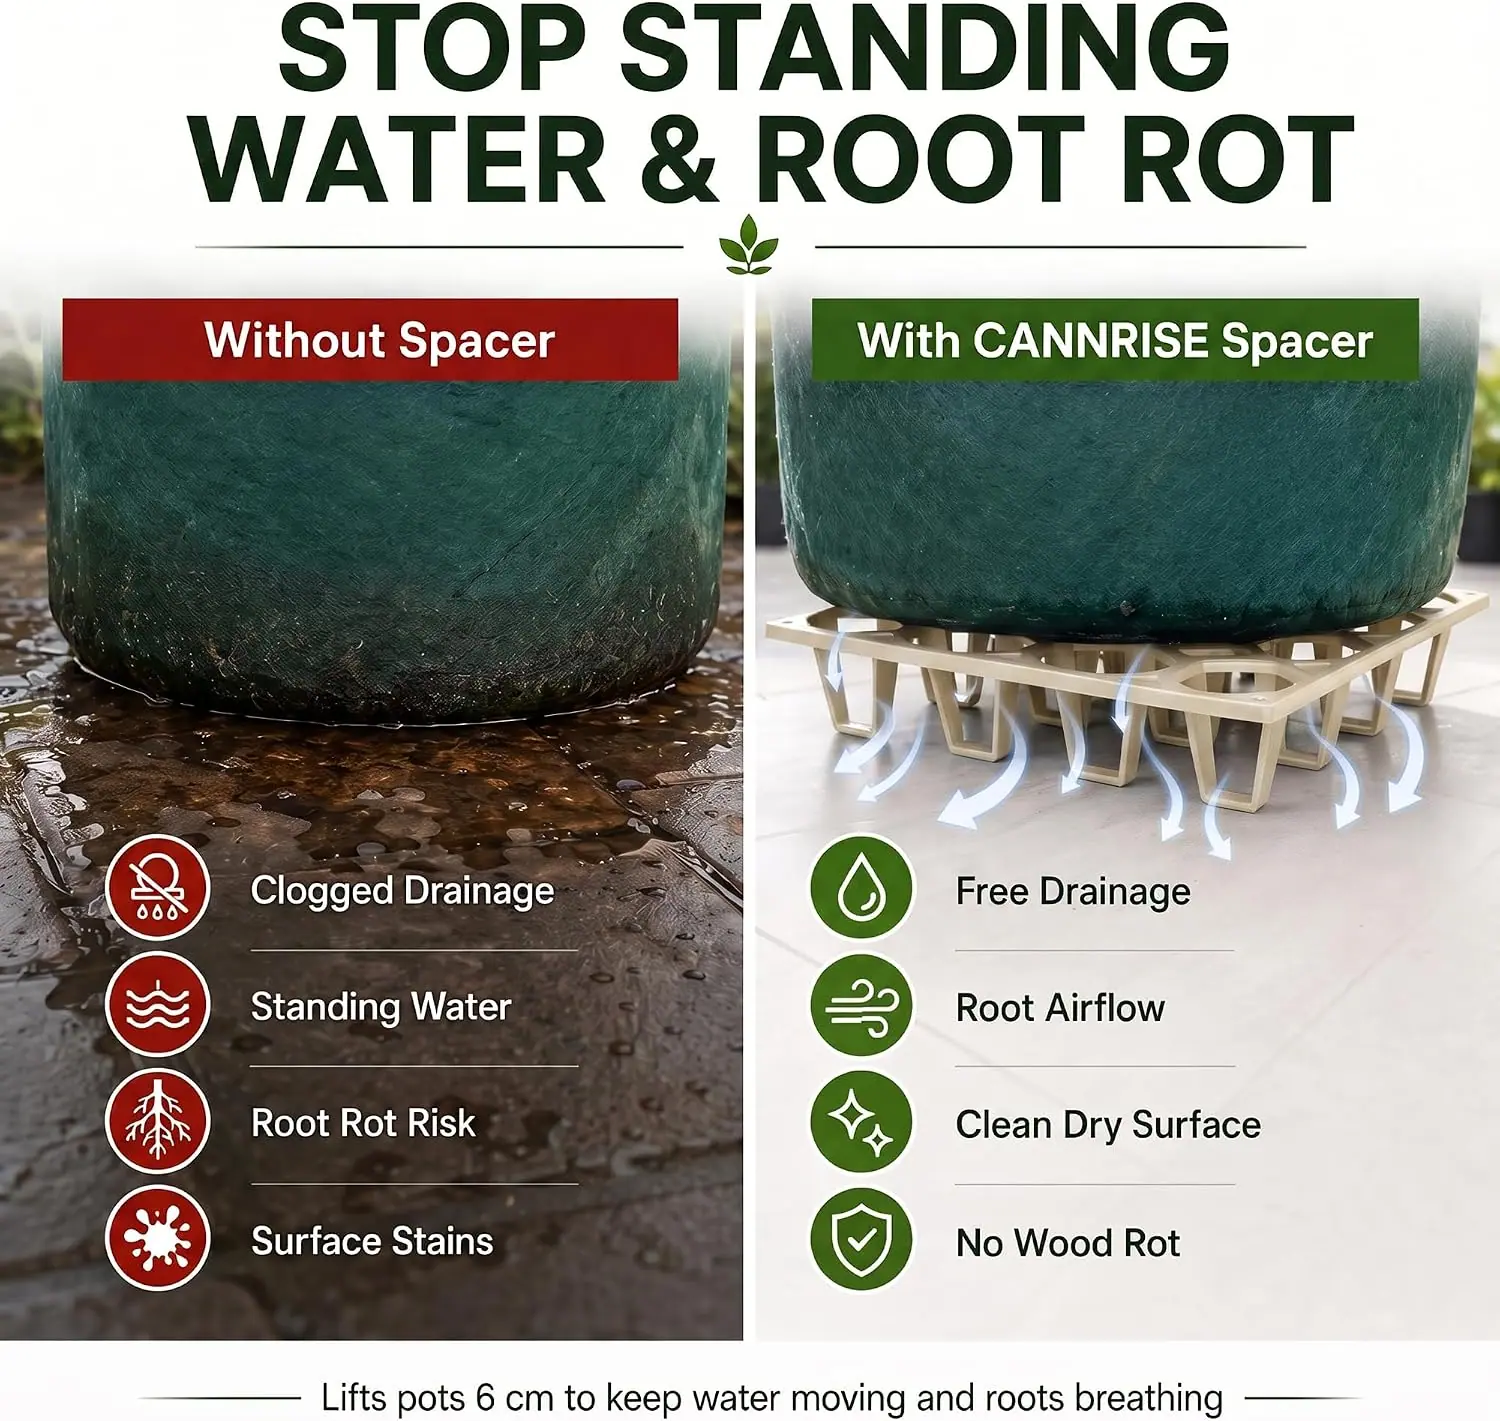 STOP STANDING
WATER & ROOT ROT
Without Spacer
Clogged Drainage
Standing Water
Root Rot Risk
Surface Stains
With CANNRISE Spacer
Free Drainage
Root Airflow
Clean Dry Surface
No Wood Rot
Lifts pots 6 cm to keep water moving and roots breathing